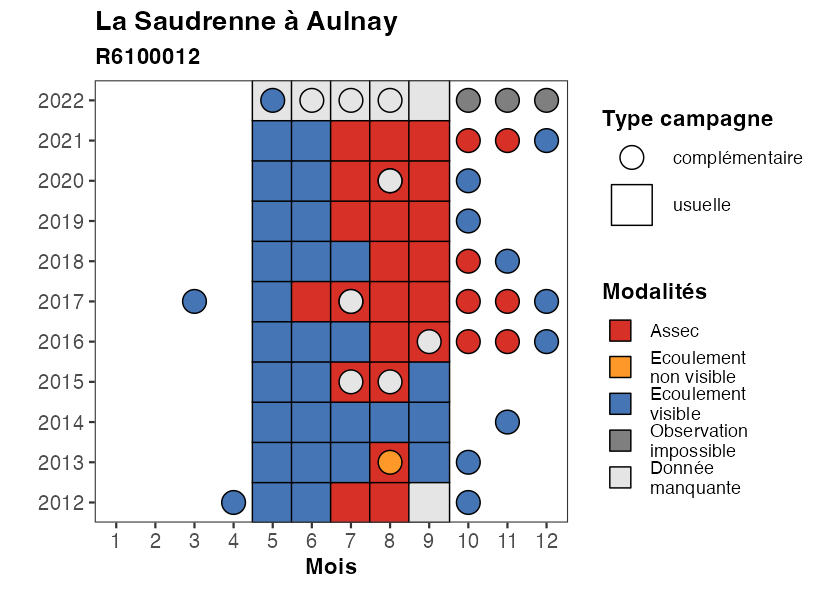 La Saudrenne à Aulnay
R6100012
2022
2021
2020
2019
2018
2017
2016
2015
2014
2013
2012
1 2 3 4 5 6 7 8 9 10 11 12
Mois
Type campagne
complémentaire
usuelle
Modalités
Assec
Ecoulement
non visible
Ecoulement
visible
Observation
impossible
Donnée
manquante